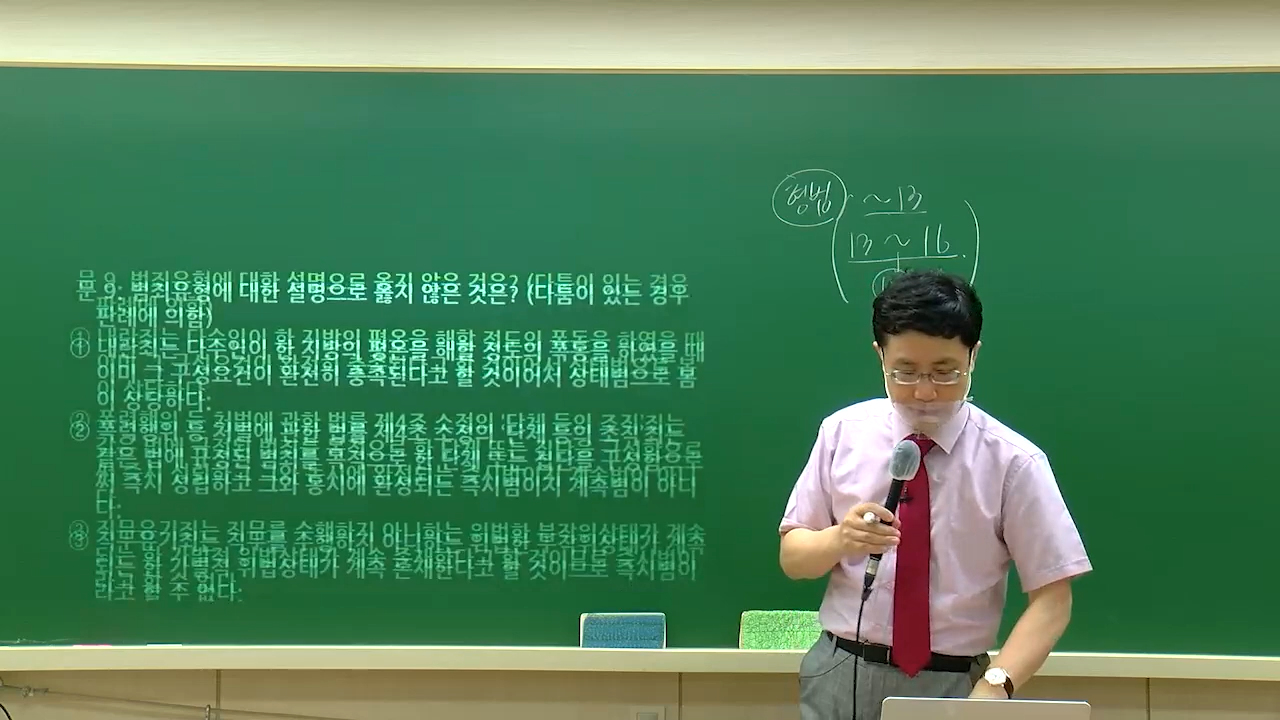 형법 ~13
13 ~ 16.
문 9. 범죄유형에 대한 설명으로 옳지 않은 것은? (다툼이 있는 경우
판례에 의함)
① 내란죄는 다수인이 한 지방의 평온을 해할 정도의 폭동을 하였을 때
이미 그 구성요건이 완전히 충족된다고 할 것이어서 상태범으로 봄
이 상당하다.
② 폭력행위 등 처벌에 관한 법률 제4조 소정의 '단체 등의 조직'죄는
같은 법에 규정된 범죄를 목적으로 한 단체 또는 집단을 구성함으로
써 즉시 성립하고 그와 동시에 완성되는 즉시범이지 계속범이 아니
다.
③ 직무유기죄는 직무를 수행하지 아니하는 위법한 부작위상태가 계속
되는 한 가벌적 위법상태가 계속 존재한다고 할 것이므로 즉시범이
라고 할 수 없다.